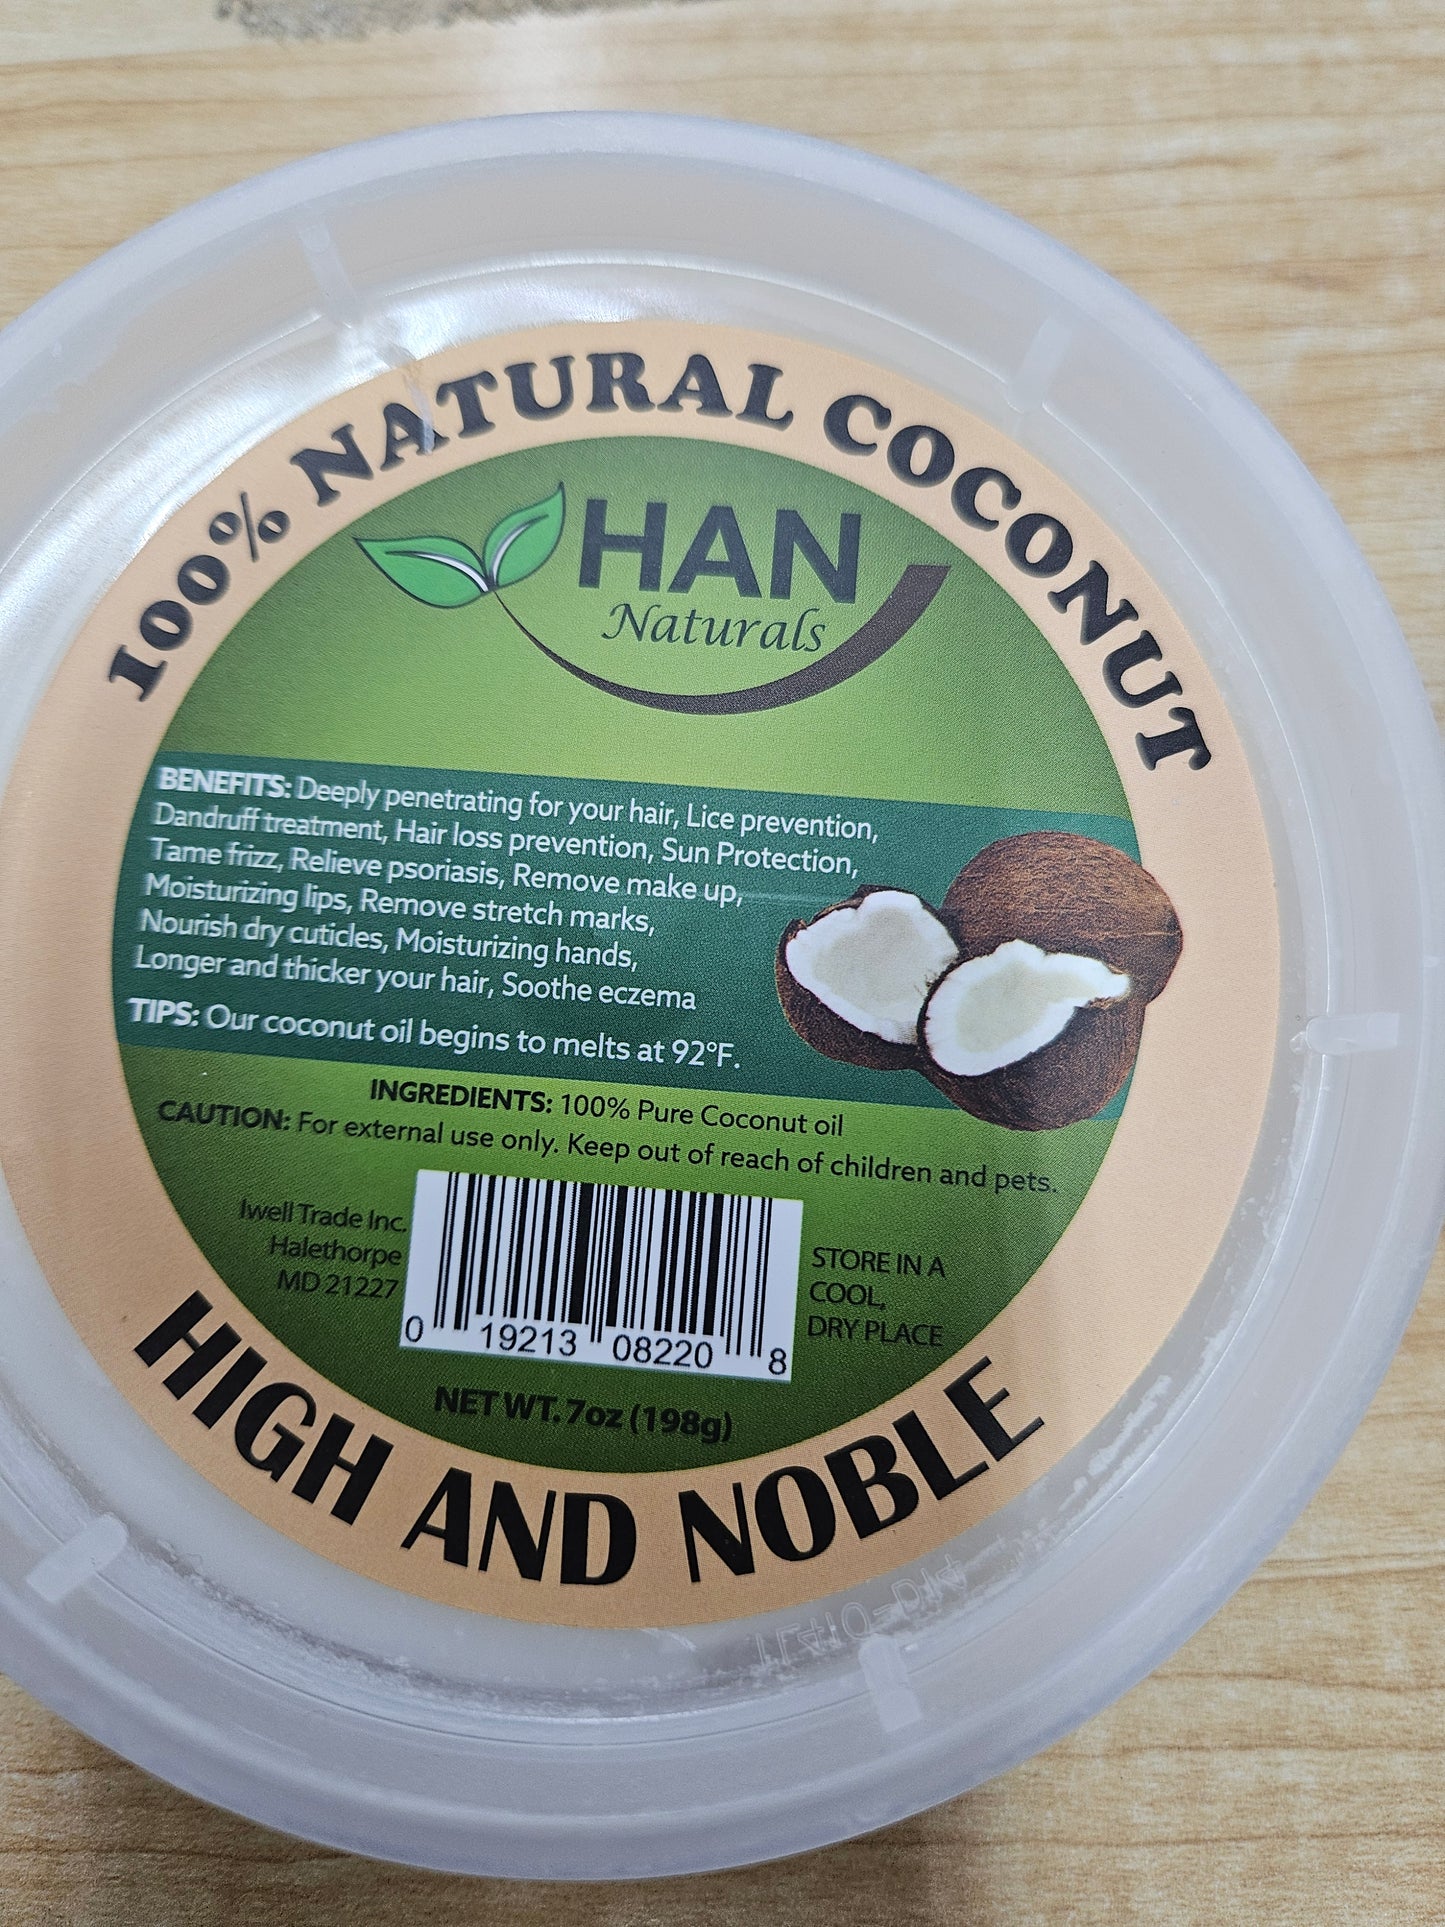 100% NATURAL COCONUT
HAN
Naturals
BENEFITS: Deeply penetrating for your hair, Lice prevention,
Dandruff treatment, Hair loss prevention, Sun Protection,
Tame frizz, Relieve psoriasis, Remove make up,
Moisturizing lips, Remove stretch marks,
Nourish dry cuticles, Moisturizing hands,
Longer and thicker your hair, Soothe eczema
TIPS: Our coconut oil begins to melts at 92°F.
INGREDIENTS: 100% Pure Coconut oil
CAUTION: For external use only. Keep out of reach of children and pets.
Iwell Trade Inc.
Halethorpe
MD 21227
0 19213 08220 8
STORE IN A
COOL,
DRY PLACE
NET WT. 7oz (198g)
HIGH AND NOBLE